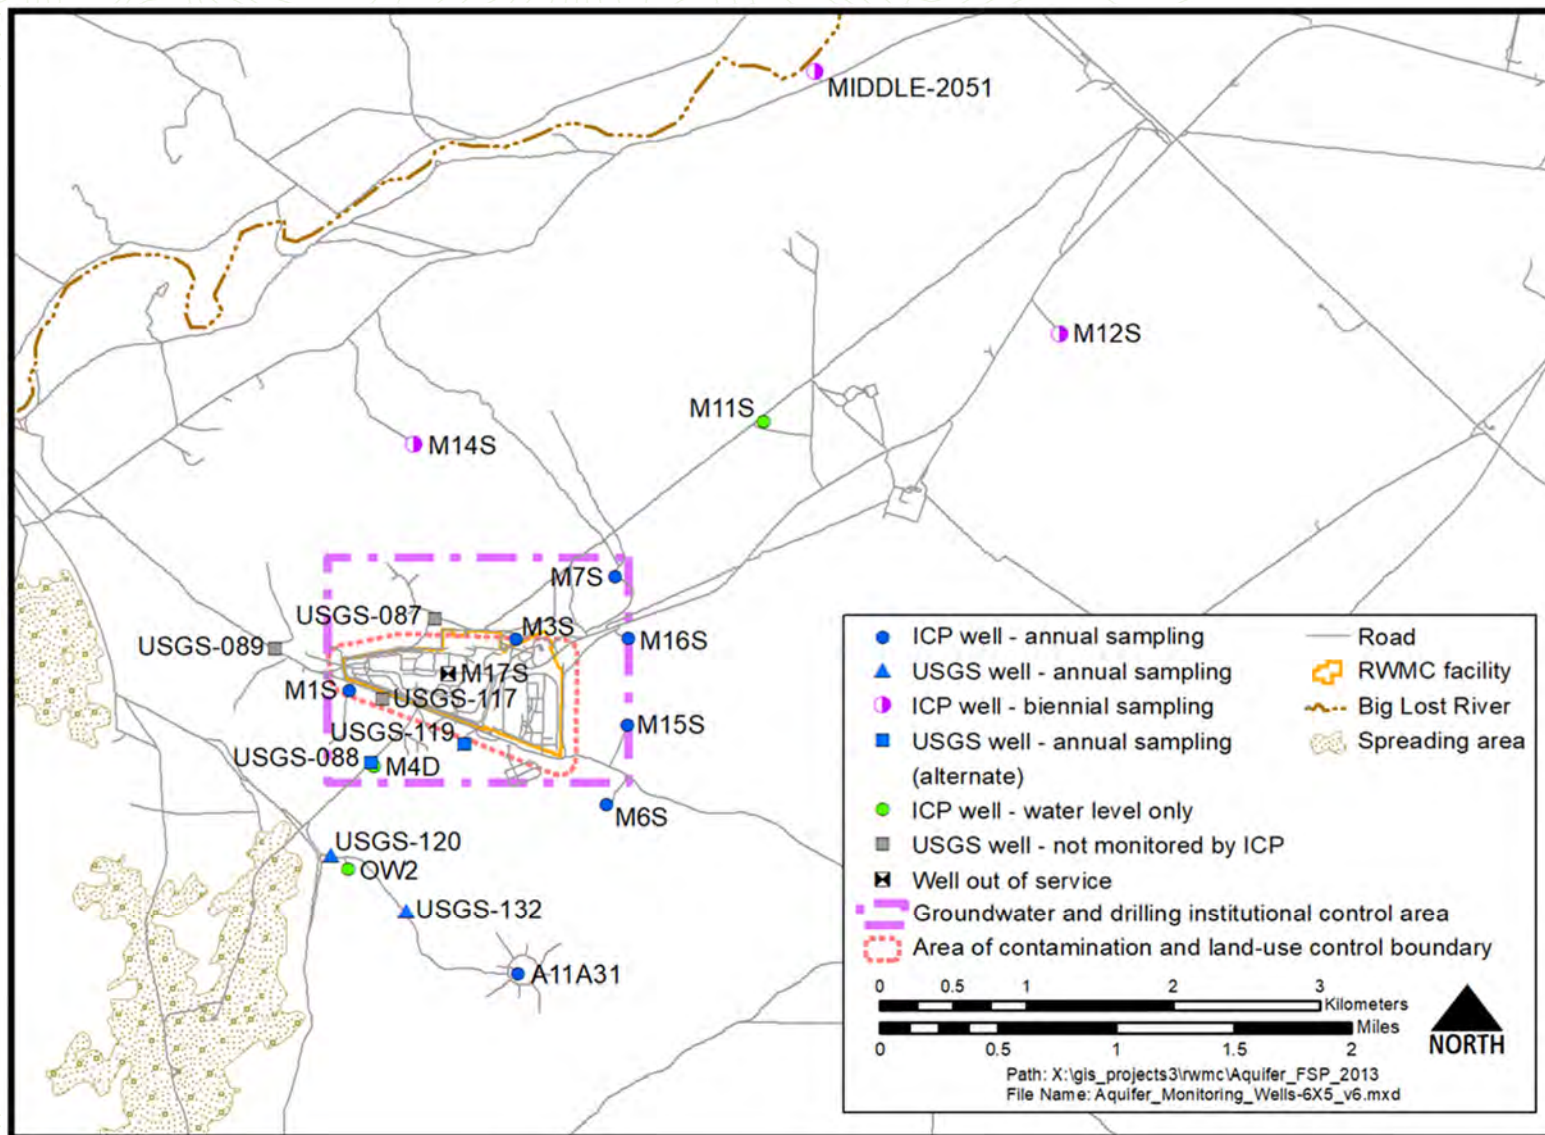 MIDDLE-2051
M12S
M11S
M14S
M7S
USGS-087
M3S
M16S
USGS-089
M17S
M1S
USGS-117
M15S
USGS-119
USGS-088
M4D
M6S
USGS-120
OW2
USGS-132
A11A31
ICP well - annual sampling
USGS well - annual sampling
ICP well - biennial sampling
USGS well - annual sampling
(alternate)
ICP well - water level only
USGS well - not monitored by ICP
Well out of service
Groundwater and drilling institutional control area
Area of contamination and land-use control boundary
Road
RWMC facility
Big Lost River
Spreading area
0 0.5 1 2 3
Kilometers
Miles
0 0.5 1 1.5 2
NORTH
Path: X:\gis_projects3\rwmc\Aquifer_FSP_2013
File Name: Aquifer_Monitoring_Wells-6X5_v6.mxd